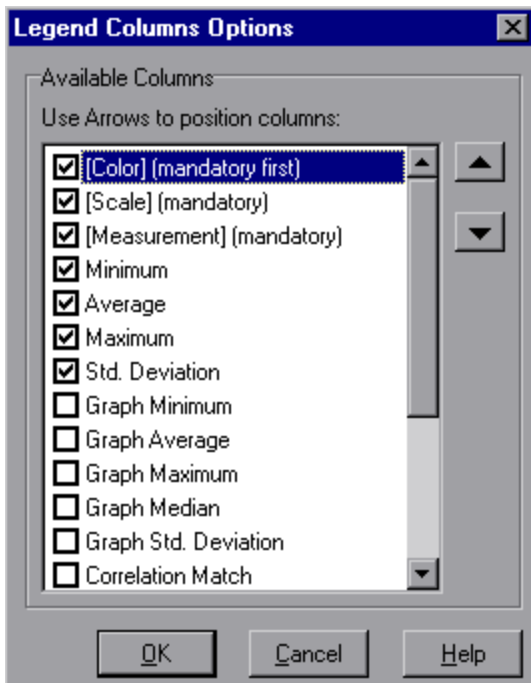 Legend Columns Options
Available Columns
Use Arrows to position columns:
[Color] (mandatory first)
[Scale] (mandatory)
[Measurement] (mandatory)
Minimum
Average
Maximum
Std. Deviation
Graph Minimum
Graph Average
Graph Maximum
Graph Median
Graph Std. Deviation
Correlation Match
OK Cancel Help